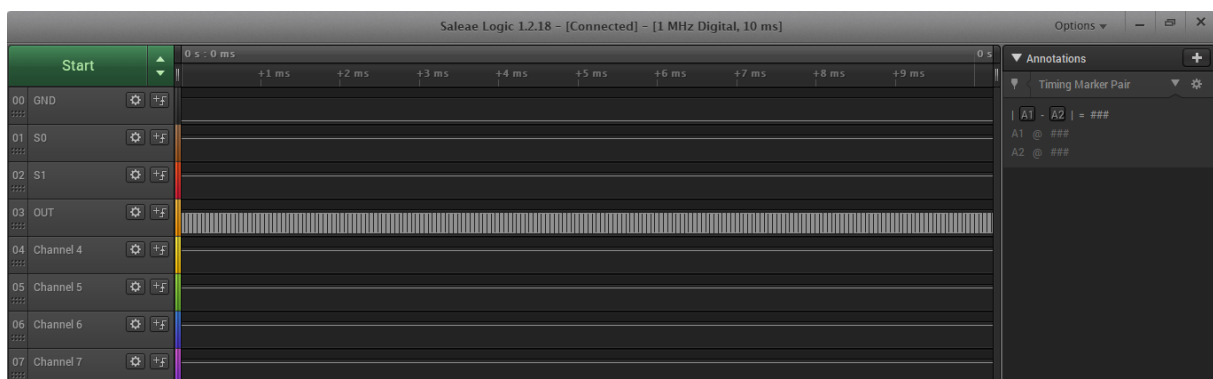 Saleae Logic 1.2.18 - [Connected] - [1 MHz Digital, 10 ms]
Options
Start
0 s : 0 ms
0 s
+1 ms +2 ms +3 ms +4 ms +5 ms +6 ms +7 ms +8 ms +9 ms
Annotations
Timing Marker Pair
| A1 - A2 | = ###
A1 @ ###
A2 @ ###
00 GND
01 S0
02 S1
03 OUT
04 Channel 4
05 Channel 5
06 Channel 6
07 Channel 7